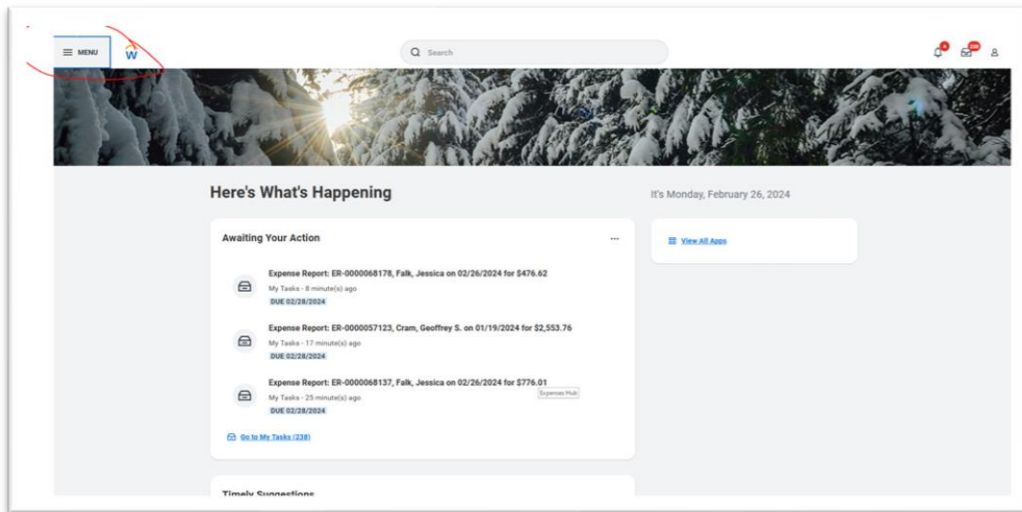 MENU
W
Search
Here's What's Happening
It's Monday, February 26, 2024
Awaiting Your Action
View All Apps
Expense Report: ER-0000068178, Falk, Jessica on 02/26/2024 for $476.62
My Tasks - 8 minute(s) ago
DUE 02/28/2024
Expense Report: ER-0000057123, Cram, Geoffrey S. on 01/19/2024 for $2,553.76
My Tasks - 17 minute(s) ago
DUE 02/28/2024
Expense Report: ER-0000068137, Falk, Jessica on 02/26/2024 for $776.01
My Tasks - 25 minute(s) ago
Expenses Hub
DUE 02/28/2024
Go to My Tasks (238)
Timely Suggestions